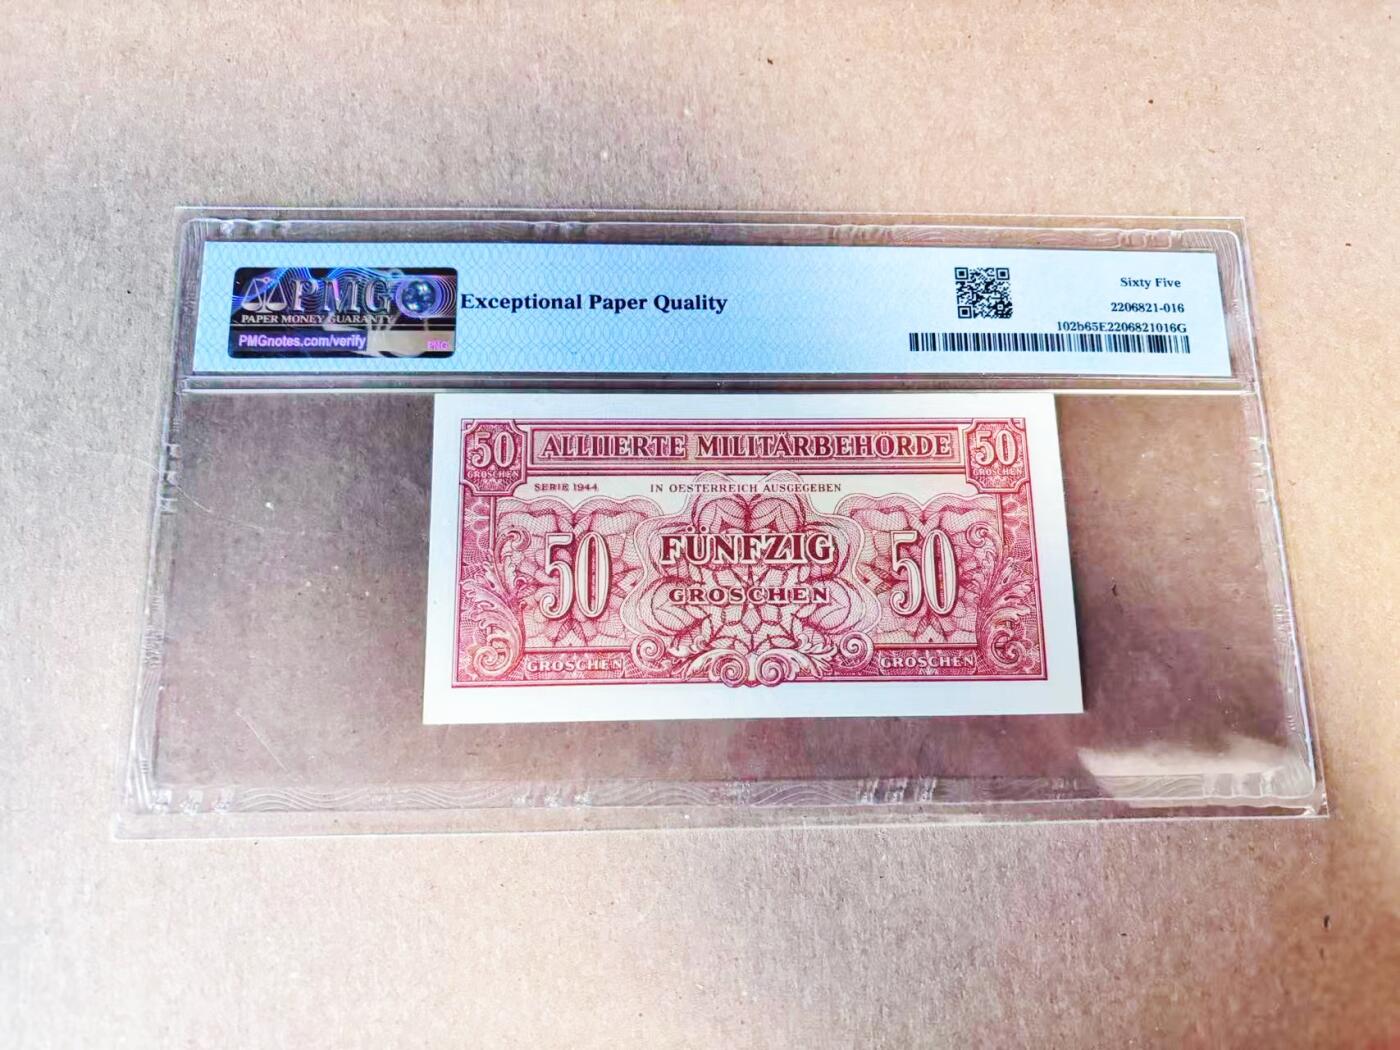 PMG
PAPER MONEY GUARANTY
PMGnotes.com/verify
PMG
Exceptional Paper Quality
Sixty Five
2206821-016
102b65E2206821016G
50 ALLIIERTE MILITÄRBEHÖRDE 50
GROSCHEN GROSCHEN
SERIE 1944 IN OESTERREICH AUSGEGEBEN
50 FÜNFZIG 50
GROSCHEN
GROSCHEN GROSCHEN